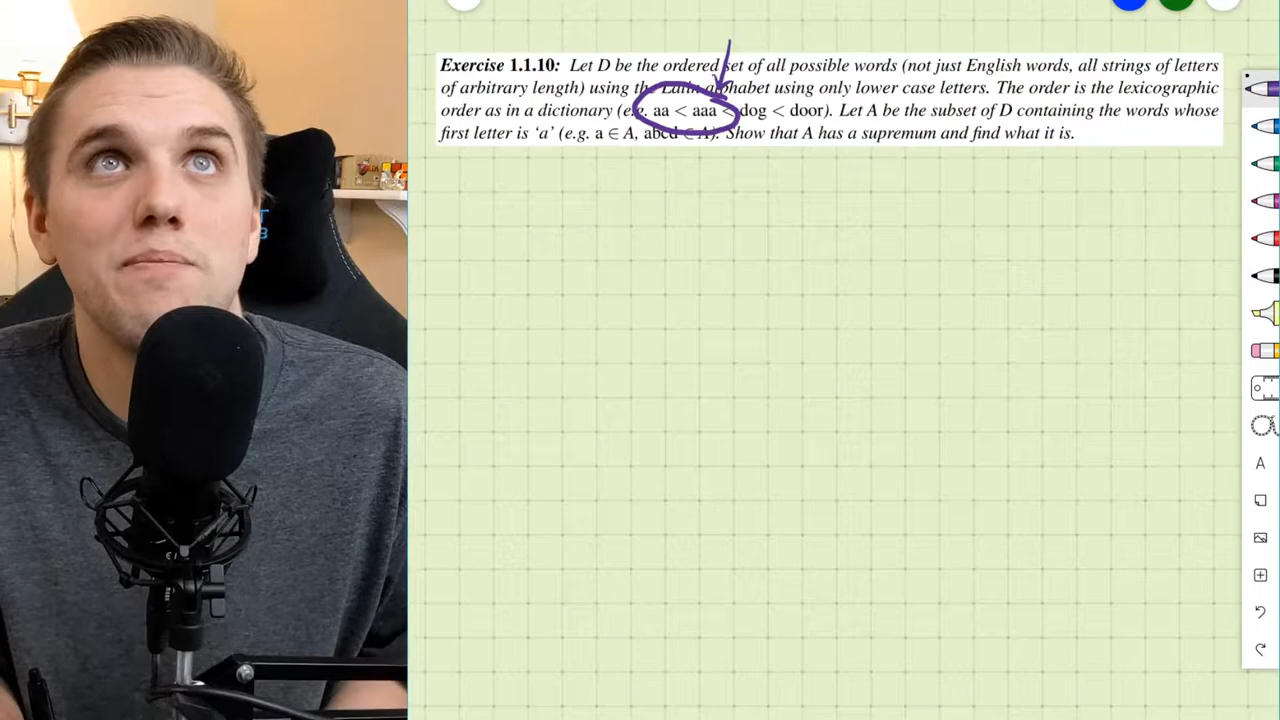 Exercise 1.1.10: Let D be the ordered set of all possible words (not just English words, all strings of letters
of arbitrary length) using the Latin alphabet using only lower case letters. The order is the lexicographic
order as in a dictionary (e.g. aa < aaa < dog < door). Let A be the subset of D containing the words whose
first letter is ‘a’ (e.g. a ∈ A, abcd ∈ A). Show that A has a supremum and find what it is.
A